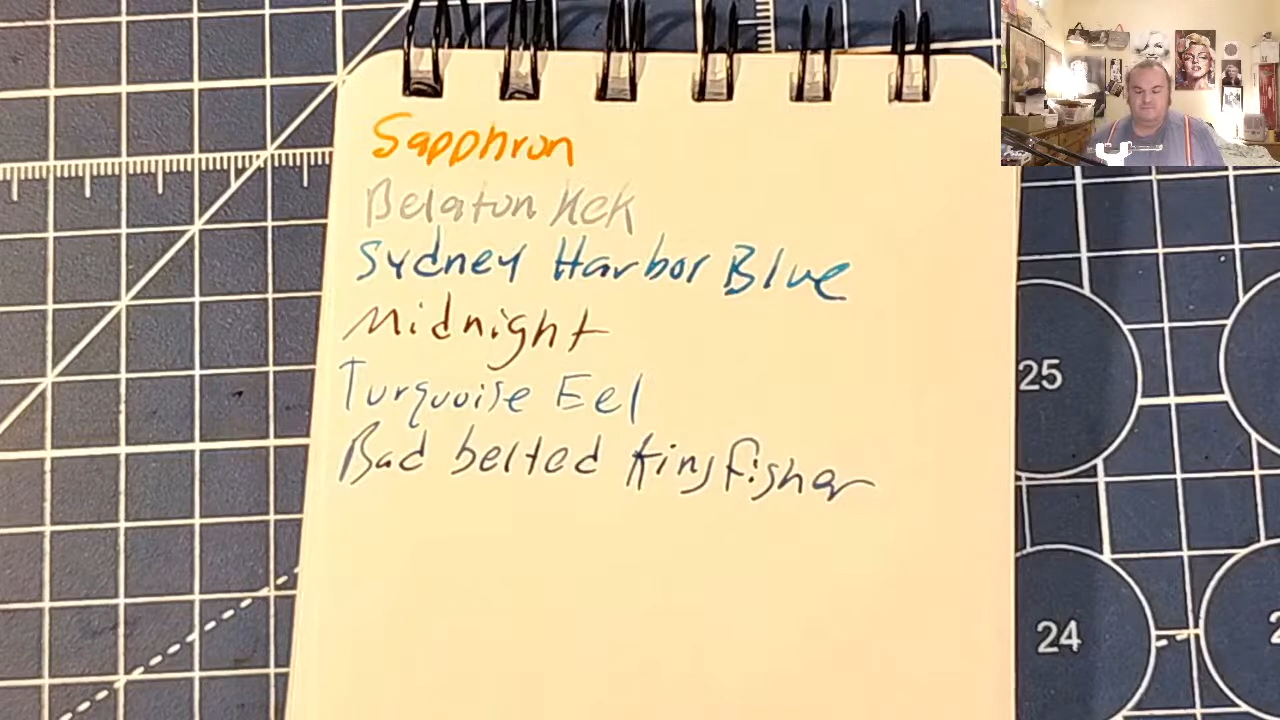 Sapphron
Belaton Kek
Sydney Harbor Blue
Midnight
Turquoise Eel
Bad belted Kingfisher
25
24